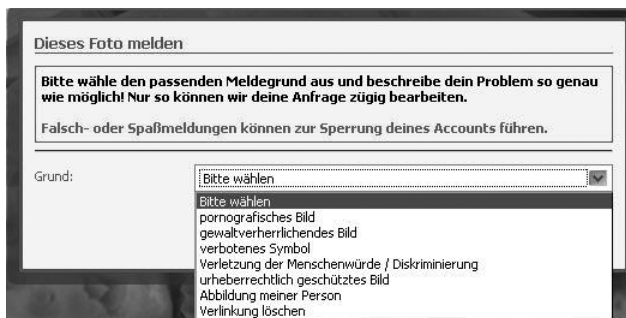 Dieses Foto melden
Bitte wähle den passenden Meldegrund aus und beschreibe dein Problem so genau
wie möglich! Nur so können wir deine Anfrage zügig bearbeiten.
Falsch- oder Spaßmeldungen können zur Sperrung deines Accounts führen.
Grund:
Bitte wählen
Bitte wählen
pornografisches Bild
gewaltverherrlichendes Bild
verbotenes Symbol
Verletzung der Menschenwürde / Diskriminierung
urheberrechtlich geschütztes Bild
Abbildung meiner Person
Verlinkung löschen